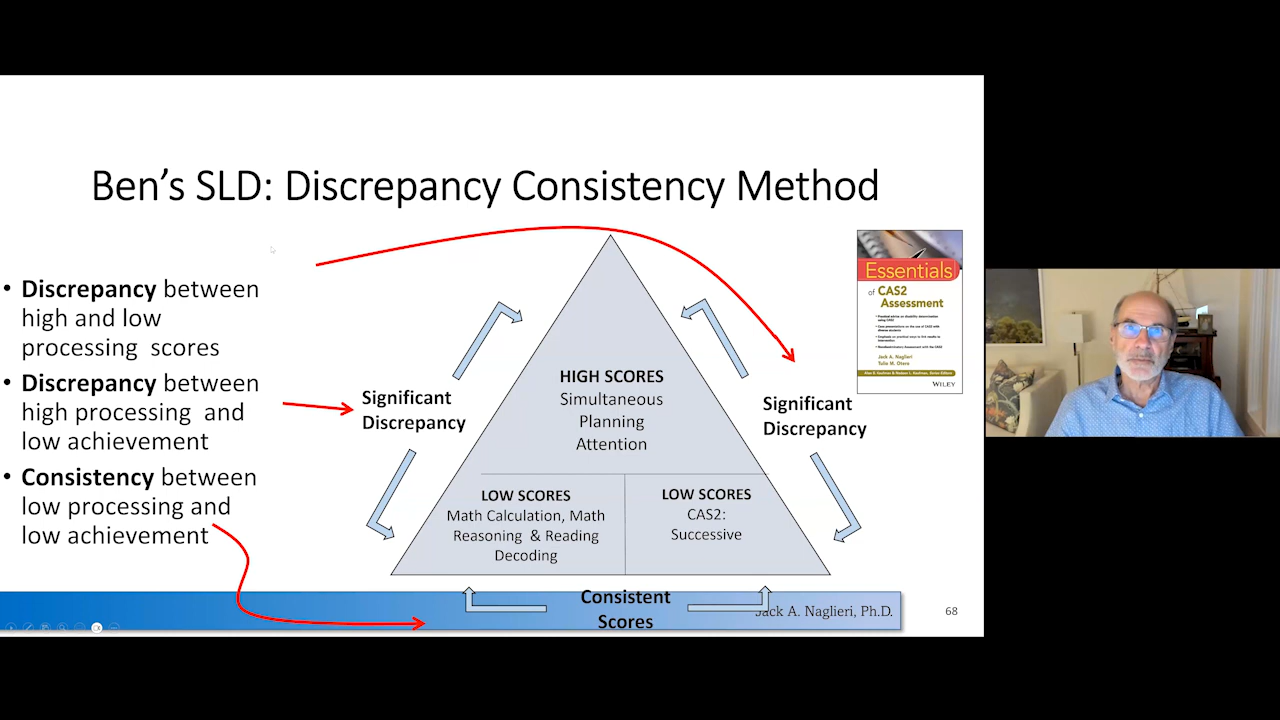 Ben's SLD: Discrepancy Consistency Method
• Discrepancy between
high and low
processing scores
• Discrepancy between
high processing and
low achievement
• Consistency between
low processing and
low achievement
Significant
Discrepancy
HIGH SCORES
Simultaneous
Planning
Attention
Significant
Discrepancy
LOW SCORES
Math Calculation, Math
Reasoning & Reading
Decoding
LOW SCORES
CAS2:
Successive
Consistent
Scores
Essentials
of CAS2
Assessment
Jack A. Naglieri
Tulio M. Otero
Alan S. Kaufman & Nadeen L. Kaufman, Series Editors
WILEY
Jack A. Naglieri, Ph.D.
68